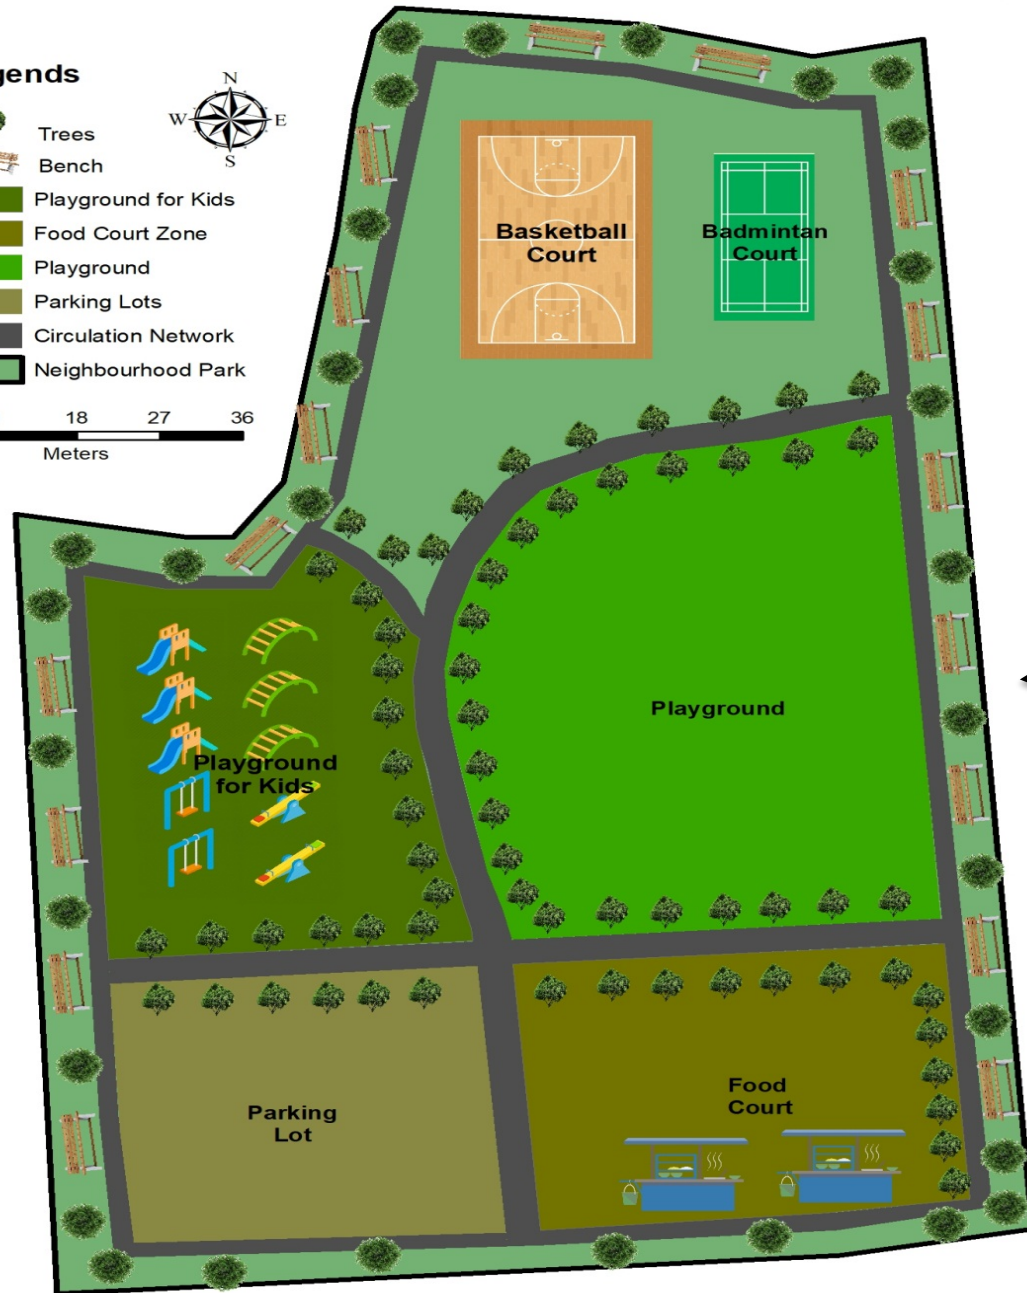 gends
N
W E
S
Trees
Bench
Playground for Kids
Food Court Zone
Playground
Parking Lots
Circulation Network
Neighbourhood Park
18 27 36
Meters
Basketball
Court
Badmintan
Court
Playground
Playground
for Kids
Parking
Lot
Food
Court